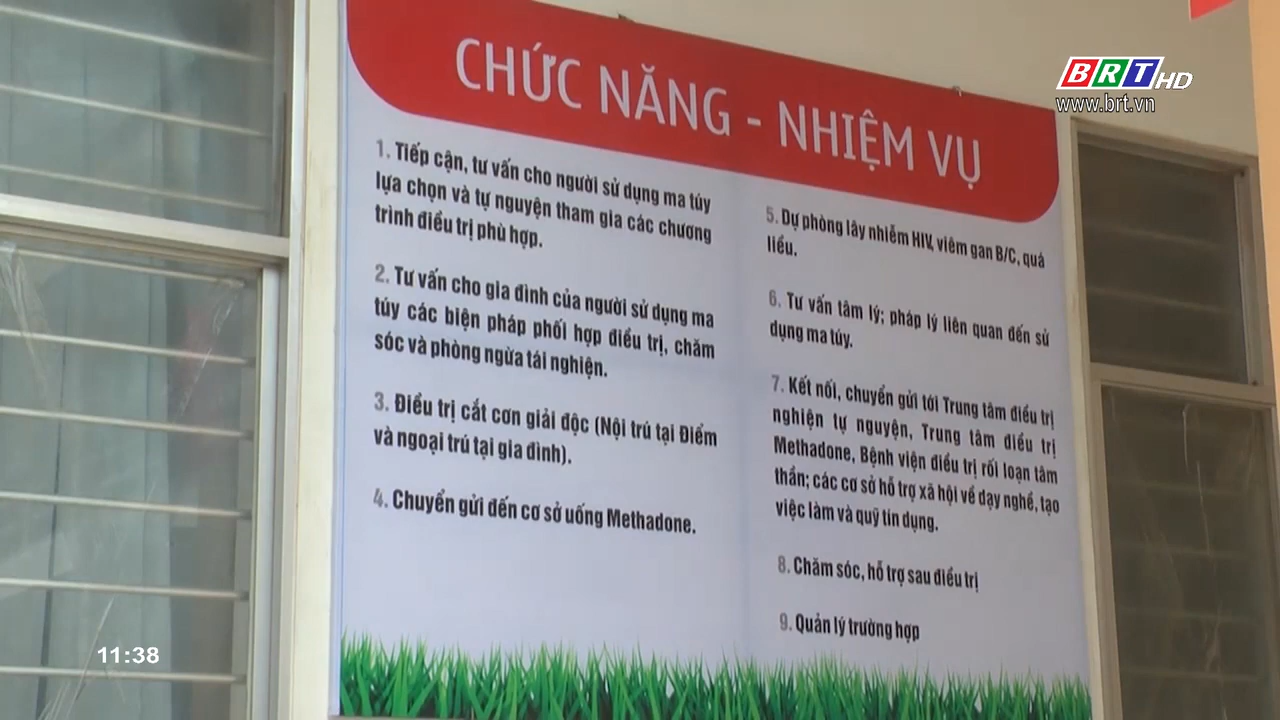 BRT HD
www.brt.vn
CHỨC NĂNG - NHIỆM VỤ
1. Tiếp cận, tư vấn cho người sử dụng ma túy
lựa chọn và tự nguyện tham gia các chương
trình điều trị phù hợp.
2. Tư vấn cho gia đình của người sử dụng ma
túy các biện pháp phối hợp điều trị, chăm
sóc và phòng ngừa tái nghiện.
3. Điều trị cắt cơn giải độc (Nội trú tại Điểm
và ngoại trú tại gia đình).
4. Chuyển gửi đến cơ sở uống Methadone.
5. Dự phòng lây nhiễm HIV, viêm gan B/C, quá
liều.
6. Tư vấn tâm lý; pháp lý liên quan đến sử
dụng ma túy.
7. Kết nối, chuyển gửi tới Trung tâm điều trị
nghiện tự nguyện, Trung tâm điều trị
Methadone, Bệnh viện điều trị rối loạn tâm
thần; các cơ sở hỗ trợ xã hội về dạy nghề, tạo
việc làm và quỹ tín dụng.
8. Chăm sóc, hỗ trợ sau điều trị
9. Quản lý trường hợp
11:38